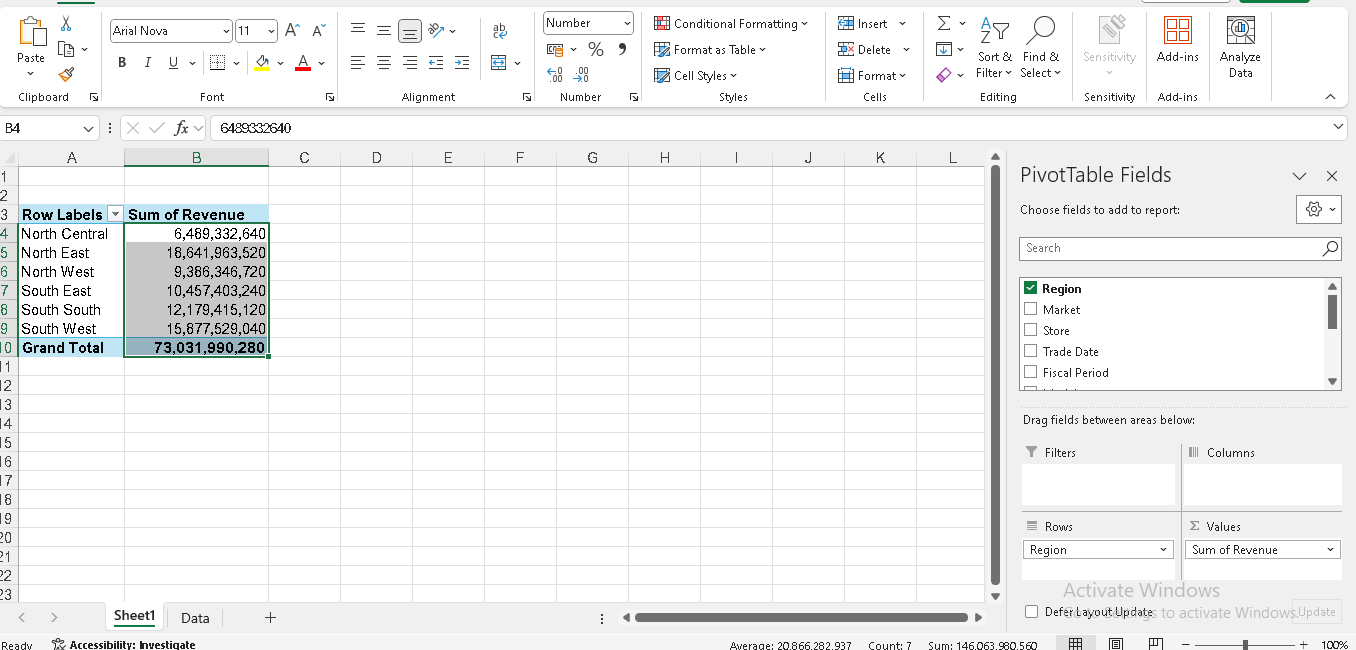 Arial Nova 11 Number
Paste
Conditional Formatting
Format as Table
Cell Styles
Insert
Delete
Format
Sort & Filter
Find & Select
Sensitivity
Add-ins
Analyze Data
Clipboard Font Alignment Number Styles Cells Editing Sensitivity Add-ins
B4 fx 6489332640
A B C D E F G H I J K L
1
2
3 Row Labels Sum of Revenue
4 North Central 6,489,332,640
5 North East 18,641,963,520
6 North West 9,386,346,720
7 South East 10,457,403,240
8 South South 12,179,415,120
9 South West 15,877,529,040
10 Grand Total 73,031,990,280
11
12
13
14
15
16
17
18
19
20
21
22
23
PivotTable Fields
Choose fields to add to report:
Search
Region
Market
Store
Trade Date
Fiscal Period
Drag fields between areas below:
Filters
Columns
Rows
Values
Region
Sum of Revenue
Activate Windows
Go to Settings to activate Windows.
Defer Layout Update
Update
Sheet1 Data
Ready Accessibility: Investigate Average: 20,866,282,937 Count: 7 Sum: 146,063,980,560 100%